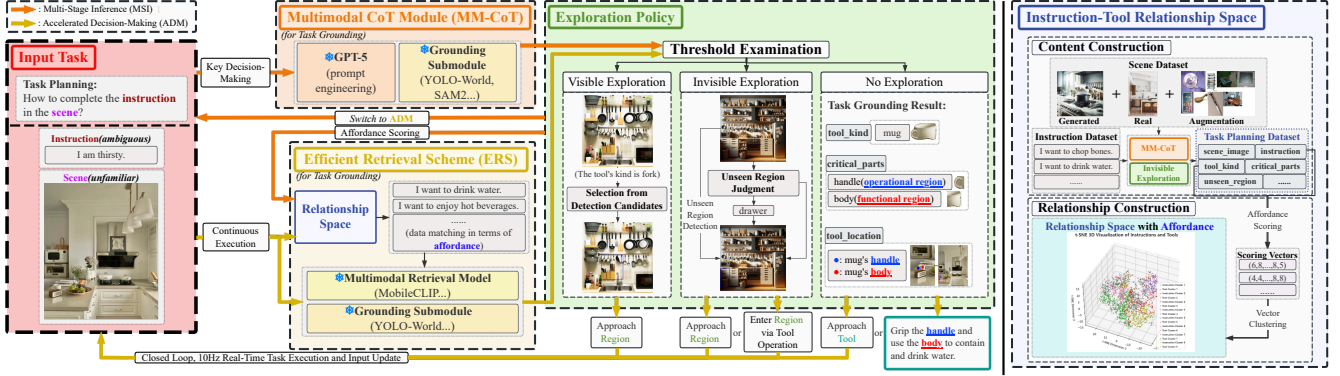 : Multi-Stage Inference (MSI)
: Accelerated Decision-Making (ADM)
Input Task
Task Planning:
How to complete the instruction
in the scene?
Instruction(ambiguous)
I am thirsty.
Scene(unfamiliar)
Key Decision-
Making
Continuous
Execution
Multimodal CoT Module (MM-CoT)
(for Task Grounding)
GPT-5
(prompt
engineering)
Grounding
Submodule
(YOLO-World,
SAM2...)
Switch to ADM
Affordance Scoring
Efficient Retrieval Scheme (ERS)
(for Task Grounding)
Relationship
Space
I want to drink water.
I want to enjoy hot beverages.
......
(data matching in terms of
affordance)
Multimodal Retrieval Model
(MobileCLIP...)
Grounding Submodule
(YOLO-World...)
Closed Loop, 10Hz Real-Time Task Execution and Input Update
Exploration Policy
Threshold Examination
Visible Exploration
(The tool's kind is fork)
Selection from
Detection Candidates
Invisible Exploration
Unseen Region
Judgment
drawer
Unseen
Region
Detection
No Exploration
Task Grounding Result:
tool_kind
mug
critical_parts
handle(operational region)
body(functional region)
tool_location
: mug's handle
: mug's body
Approach
Region
Approach
Region
or
Enter Region
via Tool
Operation
Approach
Tool
or
Grip the handle and
use the body to contain
and drink water.
Instruction-Tool Relationship Space
Content Construction
Scene Dataset
+
+
Generated
Real
Augmentation
Instruction Dataset
I want to chop bones.
I want to drink water.
......
MM-CoT
Invisible
Exploration
Task Planning Dataset
scene_image
instruction
tool_kind
critical_parts
unseen_region
......
Relationship Construction
Relationship Space with Affordance
t-SNE 3D Visualization of Instructions and Tools
Affordance
Scoring
Scoring Vectors
(6,8,...,8,5)
(4,4,...,8,8)
......
Vector
Clustering